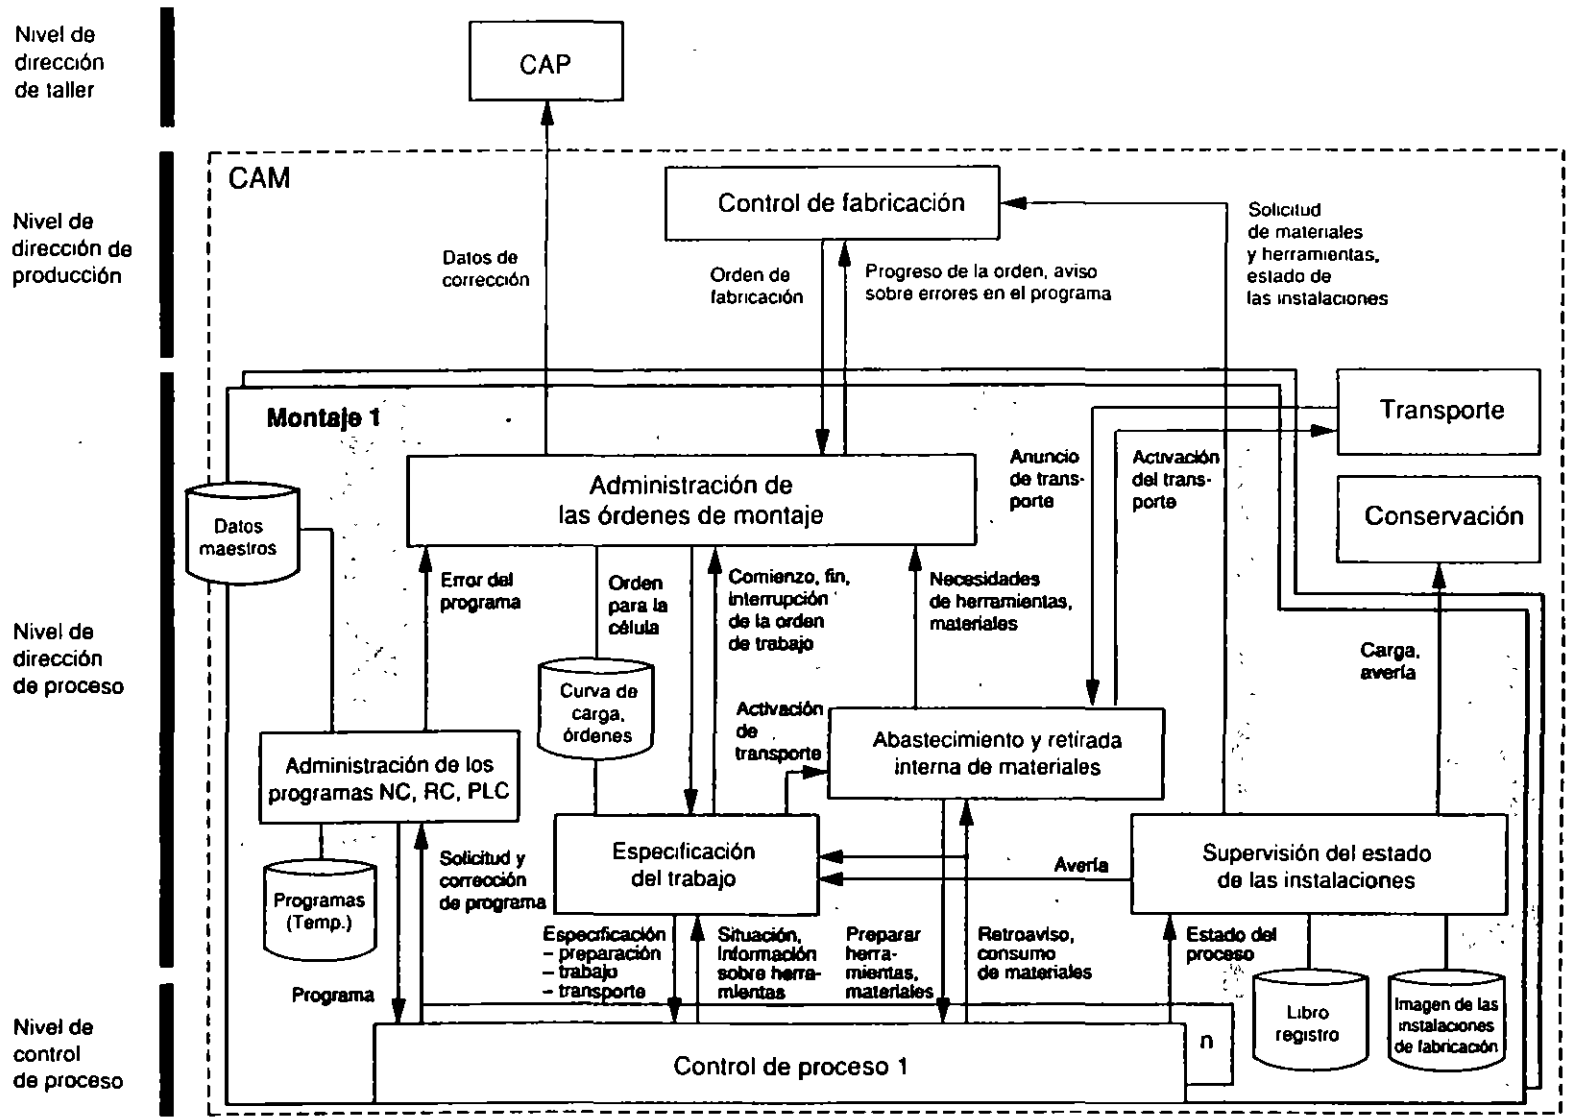 Nivel de
dirección
de taller
CAP
CAM
Nivel de
dirección de
producción
Control de fabricación
Datos de
corrección
Orden de
fabricación
Progreso de la orden, aviso
sobre errores en el programa
Solicitud
de materiales
y herramientas,
estado de
las instalaciones
Montaje 1
Transporte
Anuncio
de trans-
porte
Activación
del trans-
porte
Administración de
las órdenes de montaje
Conservación
Datos
maestros
Nivel de
dirección
de proceso
Error del
programa
Orden
para la
célula
Comienzo, fin,
interrupción
de la orden
de trabajo
Necesidades
de herramientas,
materiales
Carga,
avería
Curva de
carga,
órdenes
Activación
de
transporte
Abastecimiento y retirada
interna de materiales
Administración de los
programas NC, RC, PLC
Especificación
del trabajo
Avería
Supervisión del estado
de las instalaciones
Solicitud y
corrección
de programa
Programas
(Temp.)
Especificación
– preparación
– trabajo
– transporte
Situación,
información
sobre herra-
mientas
Preparar
herra-
mientas,
materiales
Retroaviso,
consumo
de materiales
Estado del
proceso
Programa
Libro
registro
Imagen de las
instalaciones
de fabricación
Nivel de
control
de proceso
Control de proceso 1
n